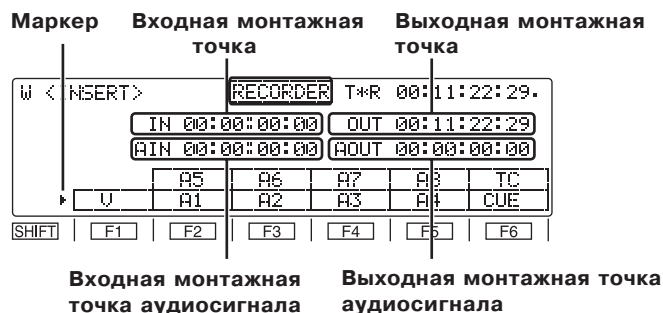 Маркер Входная монтажная точка Выходная монтажная точка
W <INSERT> RECORDER T**R 00:11:22:29.
IN 00:00:00:00 OUT 00:11:22:29
AIN 00:00:00:00 AOUT 00:00:00:00
A5 A6 A7 A8 TC
V A1 A2 A3 A4 CUE
SHIFT F1 F2 F3 F4 F5 F6
Входная монтажная точка аудиосигнала
Выходная монтажная точка аудиосигнала